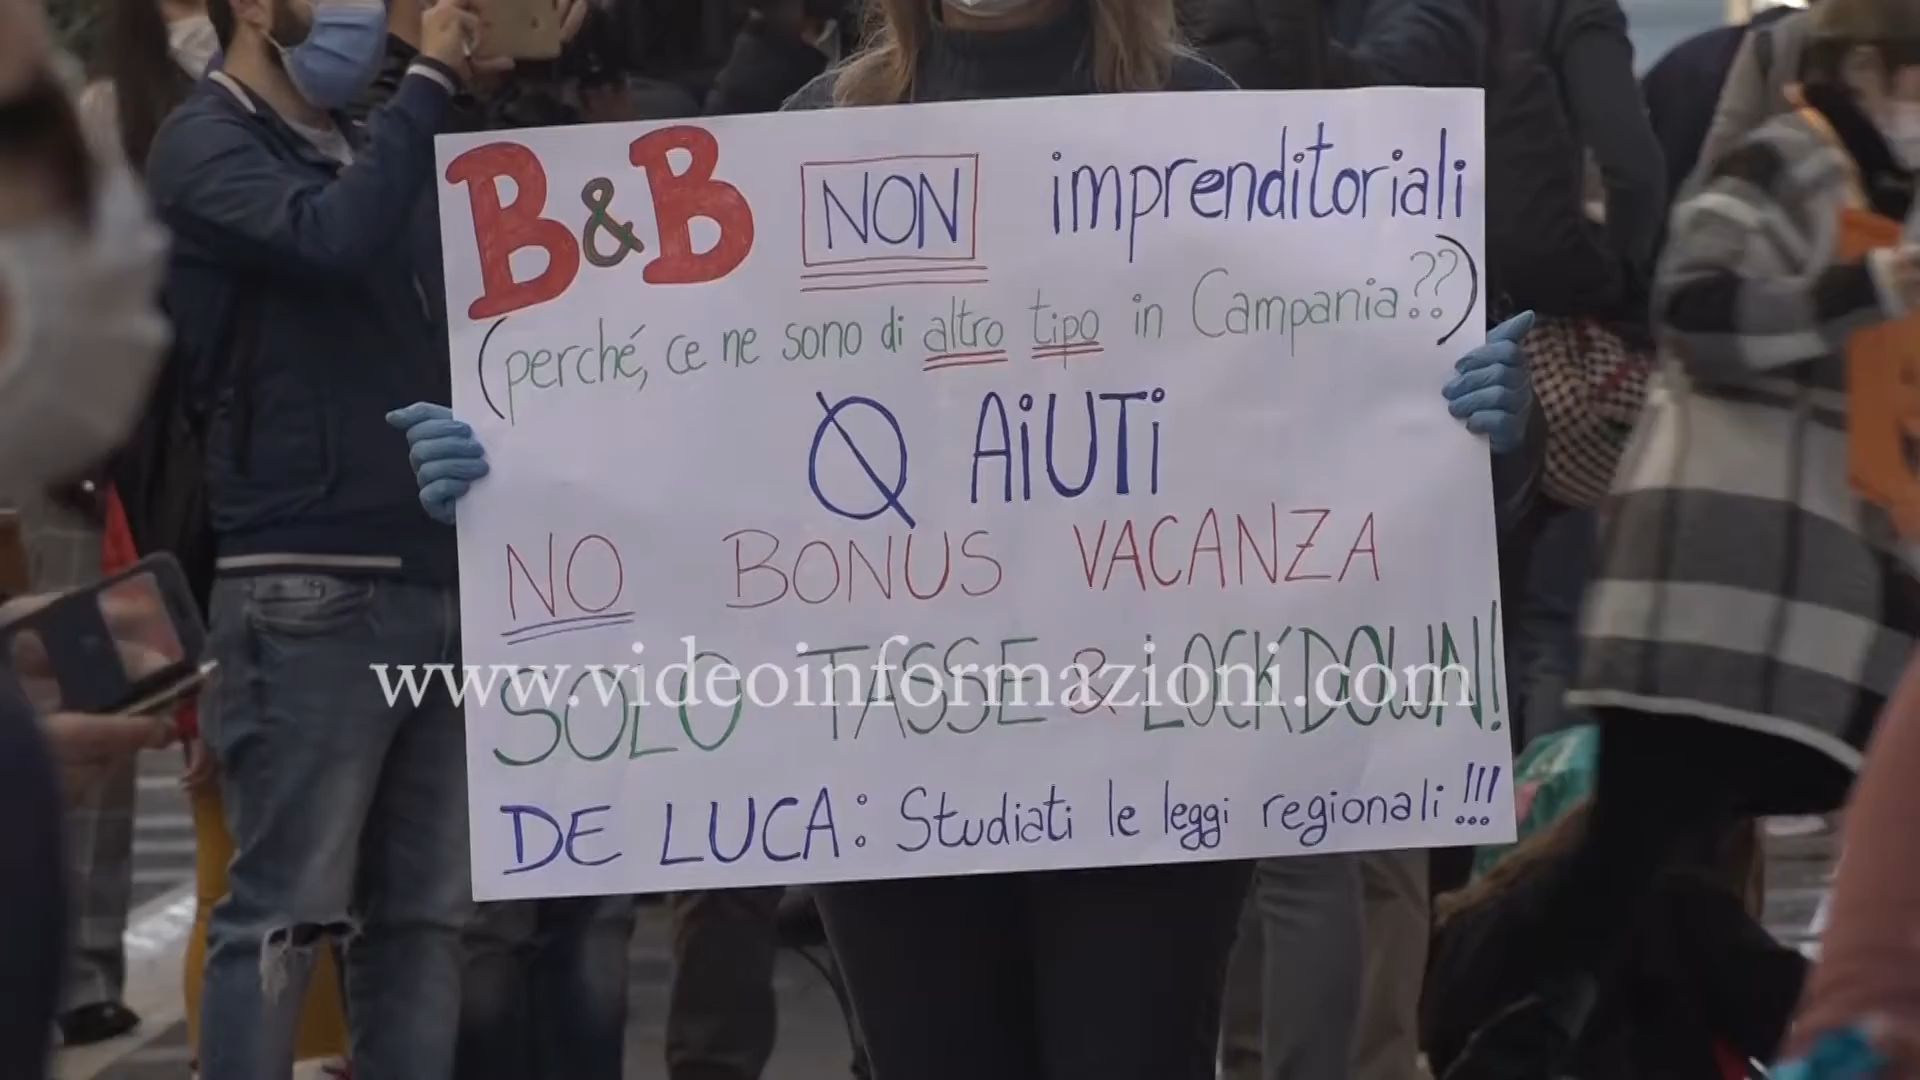 B&B NON imprenditoriali
(perché, ce ne sono di altro tipo in Campania??)
Ø AiUTi
NO BONUS VACANZA
SOLO TASSE & LOCKDOWN!
www.videoinformazioni.com
DE LUCA: Studiati le leggi regionali!!!